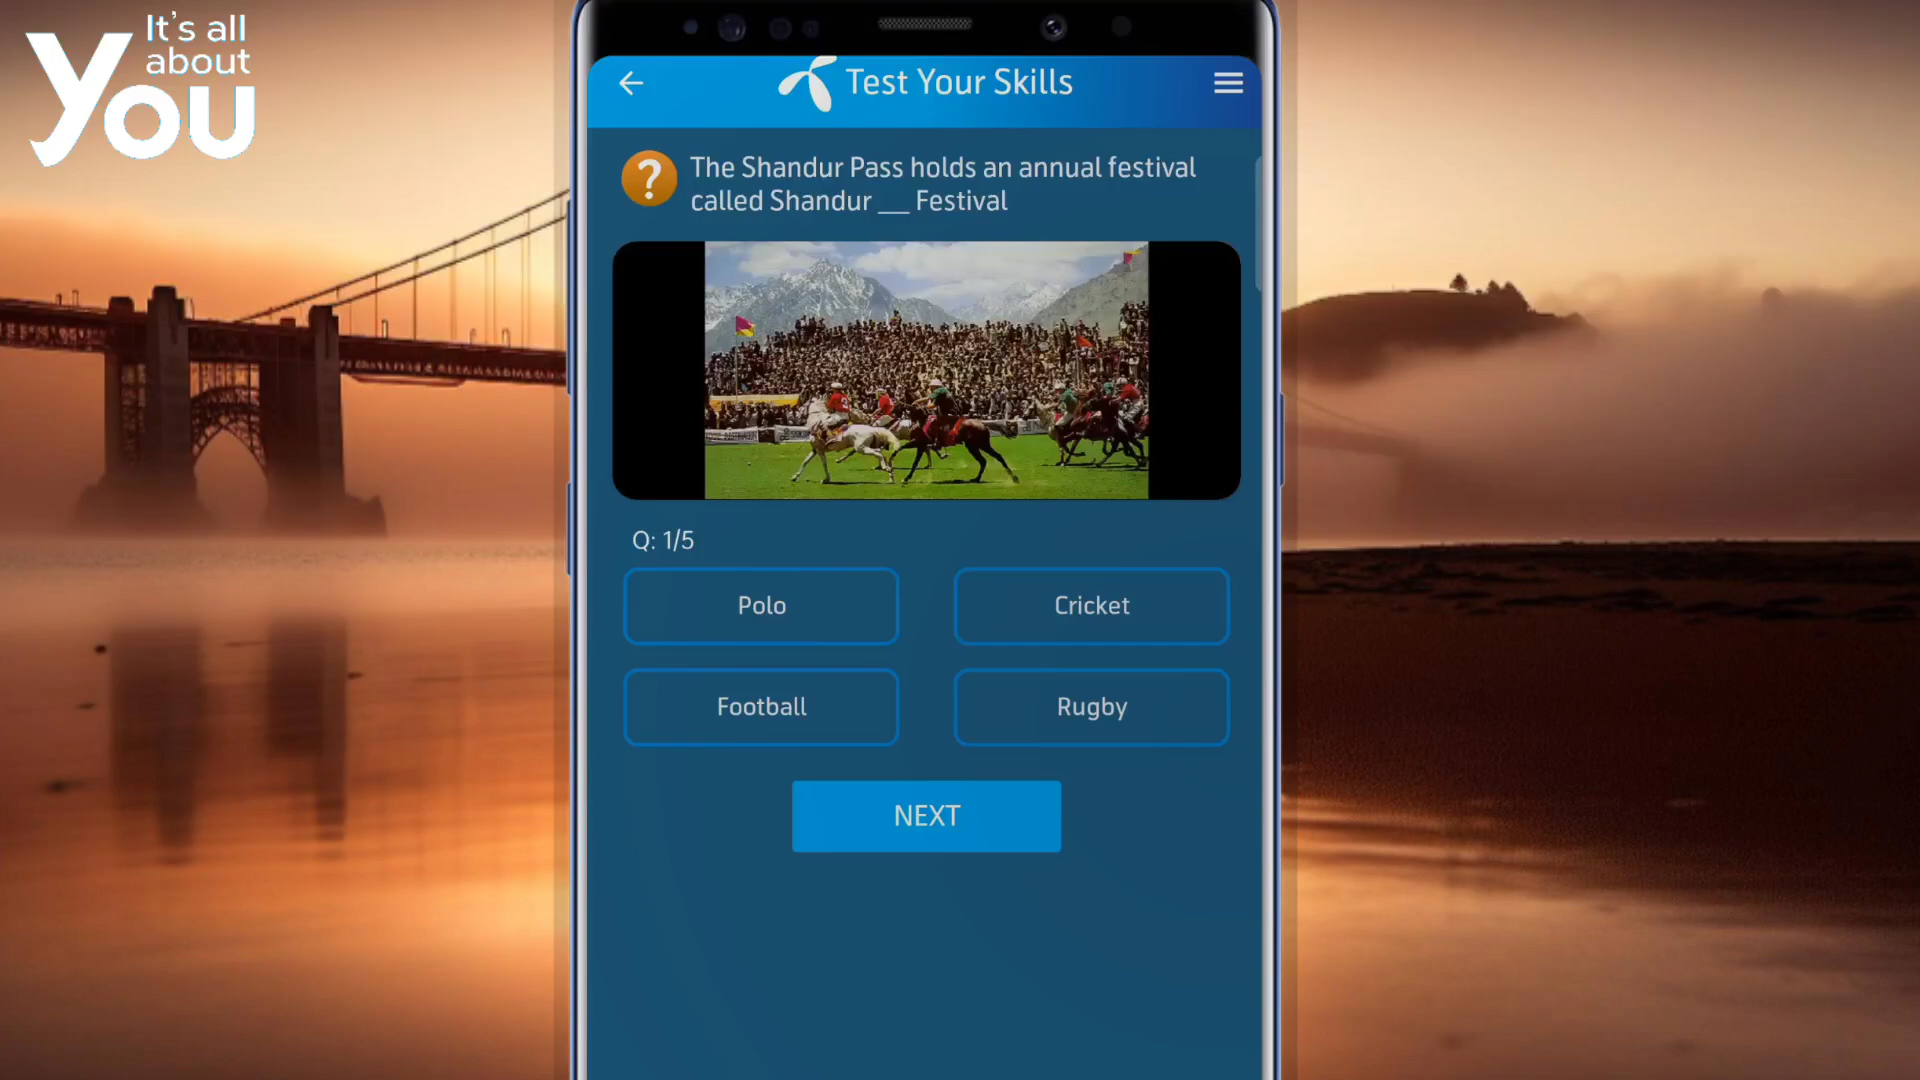 It's all
about
YOU
Test Your Skills
?
The Shandur Pass holds an annual festival
called Shandur __ Festival
Q: 1/5
Polo
Cricket
Football
Rugby
NEXT